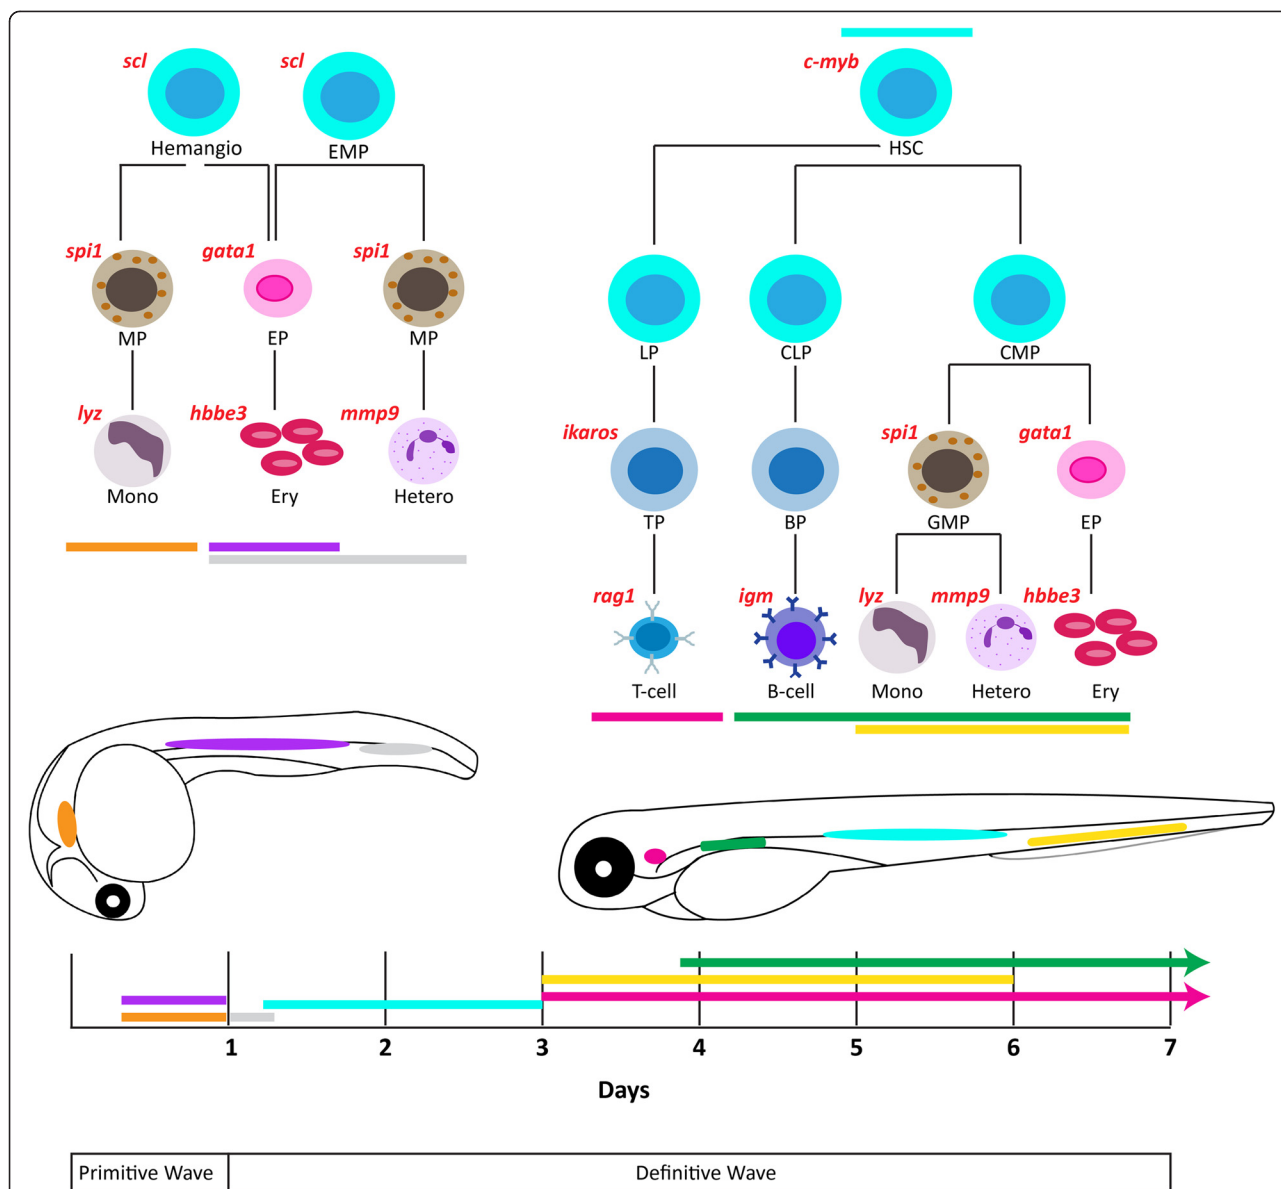 scl
scl
c-myb
Hemangio
EMP
HSC
spi1
gata1
spi1
MP
EP
MP
LP
CLP
CMP
lyz
hbbe3
mmp9
ikaros
spi1
gata1
Mono
Ery
Hetero
TP
BP
GMP
EP
rag1
igm
lyz
mmp9
hbbe3
T-cell
B-cell
Mono
Hetero
Ery
1 2 3 4 5 6 7
Days
Primitive Wave
Definitive Wave